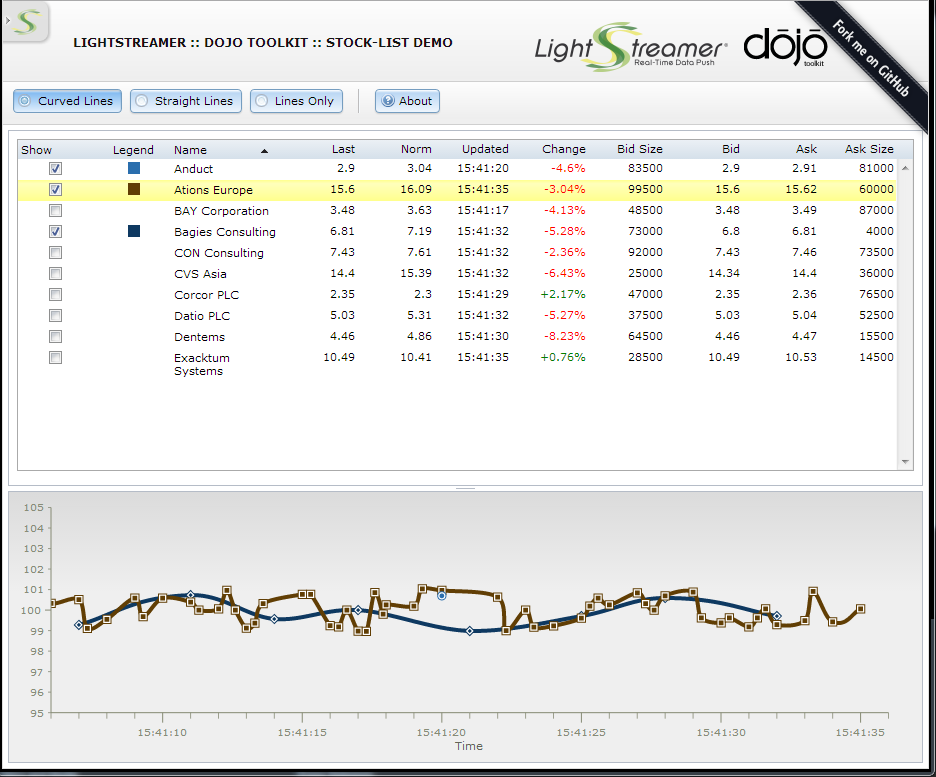 LIGHTSTREAMER :: DOJO TOOLKIT :: STOCK-LIST DEMO
LightStreamer
Real-Time Data Push
dōjō
toolkit
Fork me on GitHub
Curved Lines Straight Lines Lines Only About
Show Legend Name Last Norm Updated Change Bid Size Bid Ask Ask Size
Anduct 2.9 3.04 15:41:20 -4.6% 83500 2.9 2.91 81000
Ations Europe 15.6 16.09 15:41:35 -3.04% 99500 15.6 15.62 60000
BAY Corporation 3.48 3.63 15:41:17 -4.13% 48500 3.48 3.49 87000
Bagies Consulting 6.81 7.19 15:41:32 -5.28% 73000 6.8 6.81 4000
CON Consulting 7.43 7.61 15:41:32 -2.36% 92000 7.43 7.46 73500
CVS Asia 14.4 15.39 15:41:32 -6.43% 25000 14.34 14.4 36000
Corcor PLC 2.35 2.3 15:41:29 +2.17% 47000 2.35 2.36 76500
Datio PLC 5.03 5.31 15:41:32 -5.27% 37500 5.03 5.04 52500
Dentems 4.46 4.86 15:41:30 -8.23% 64500 4.46 4.47 15500
Exacktum 10.49 10.41 15:41:35 +0.76% 28500 10.49 10.53 14500
Systems
105
104
103
102
101
100
99
98
97
96
95
15:41:10 15:41:15 15:41:20 15:41:25 15:41:30 15:41:35
Time